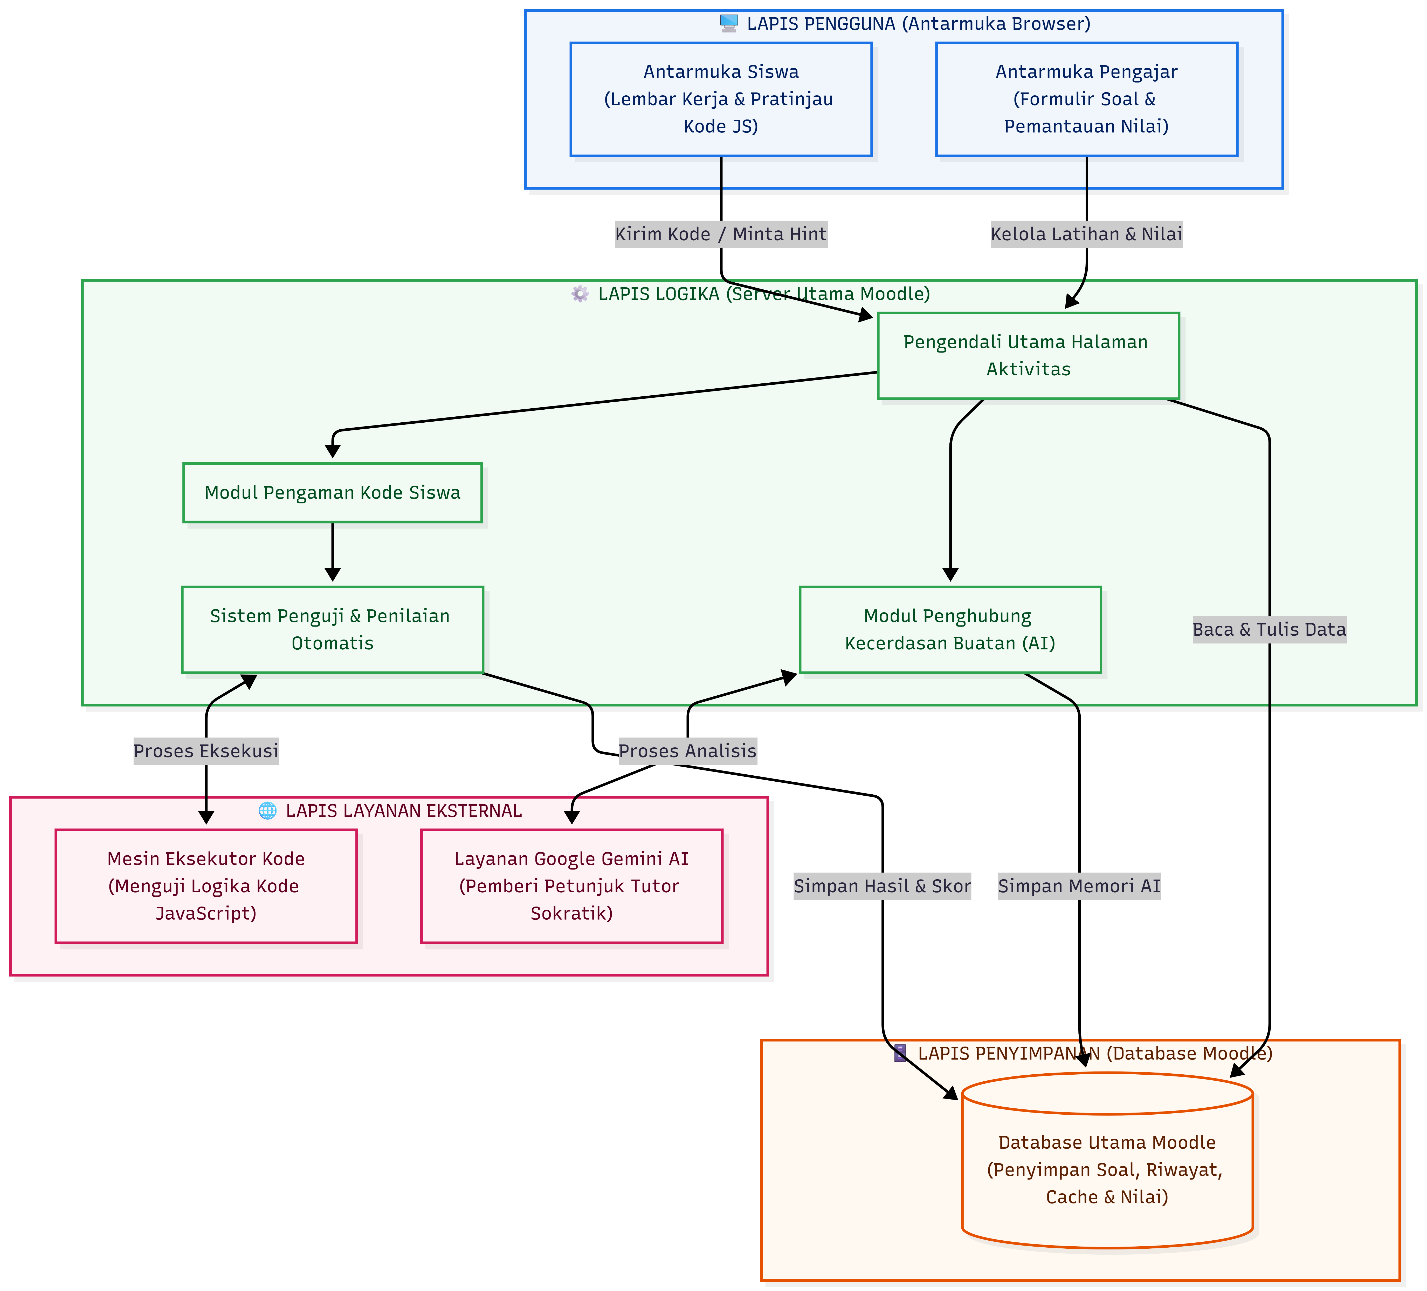 LAPIS PENGGUNA (Antarmuka Browser)
Antarmuka Siswa
(Lembar Kerja & Pratinjau
Kode JS)
Antarmuka Pengajar
(Formulir Soal &
Pemantauan Nilai)
Kirim Kode / Minta Hint
Kelola Latihan & Nilai
LAPIS LOGIKA (Server Utama Moodle)
Pengendali Utama Halaman
Aktivitas
Modul Pengaman Kode Siswa
Sistem Penguji & Penilaian
Otomatis
Modul Penghubung
Kecerdasan Buatan (AI)
Baca & Tulis Data
Proses Eksekusi
Proses Analisis
LAPIS LAYANAN EKSTERNAL
Mesin Eksekutor Kode
(Menguji Logika Kode
JavaScript)
Layanan Google Gemini AI
(Pemberi Petunjuk Tutor
Sokratik)
Simpan Hasil & Skor
Simpan Memori AI
LAPIS PENYIMPANAN (Database Moodle)
Database Utama Moodle
(Penyimpan Soal, Riwayat,
Cache & Nilai)